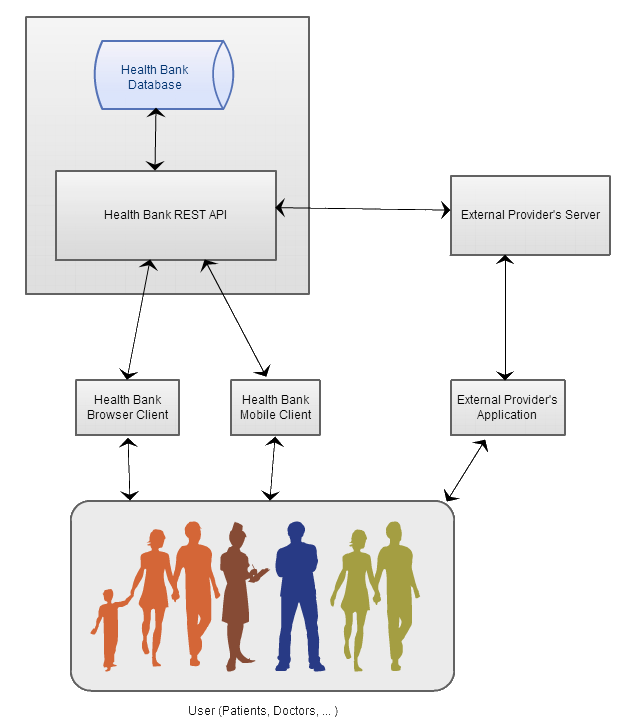 Health Bank
Database
Health Bank REST API
External Provider's Server
Health Bank
Browser Client
Health Bank
Mobile Client
External Provider's
Application
User (Patients, Doctors, ... )